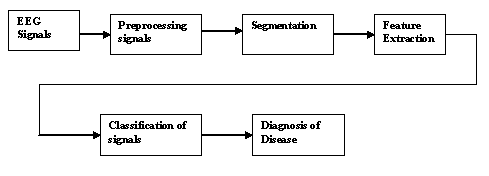 EEG
Signals
Preprocessing
signals
Segmentation
Feature
Extraction
Classification of
signals
Diagnosis of
Disease